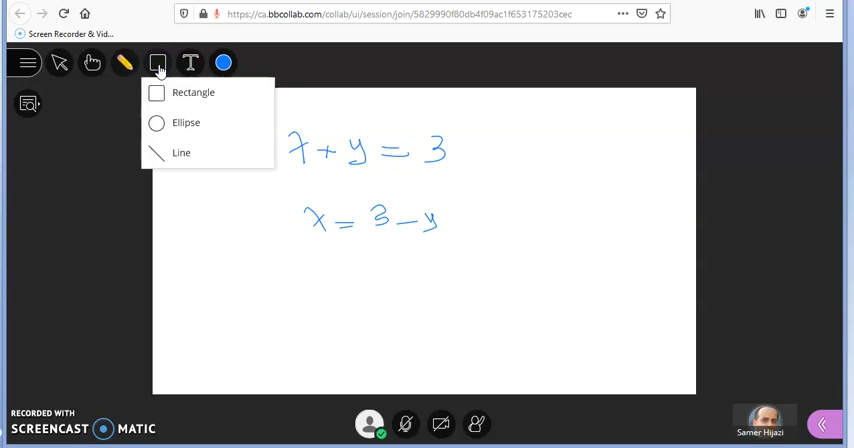 https://ca.bbcollab.com/collab/ui/session/join/5829990f80db4f09ac1f653175203cec
Screen Recorder & Vid...
T
Rectangle
Ellipse
Line
x + y = 3
x = 3 - y
RECORDED WITH
SCREENCAST MATIC
Samer Hijazi